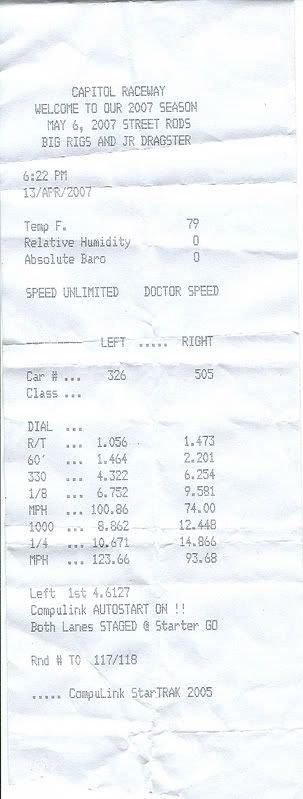 CAPITOL RACEWAY
WELCOME TO OUR 2007 SEASON
MAY 6, 2007 STREET RODS
BIG RIGS AND JR DRAGSTER
6:22 PM
13/APR/2007
Temp F. 79
Relative Humidity 0
Absolute Baro 0
SPEED UNLIMITED DOCTOR SPEED
---------- LEFT ..... RIGHT
Car # ... 326 505
Class ...
DIAL ...
R/T ... 1.056 1.473
60' ... 1.464 2.201
330 ... 4.322 6.254
1/8 ... 6.752 9.581
MPH ... 100.86 74.00
1000 ... 8.862 12.448
1/4 ... 10.671 14.866
MPH ... 123.66 93.68
Left 1st 4.6127
Compulink AUTOSTART ON !!
Both Lanes STAGED @ Starter GO
Rnd # TO 117/118
..... CompuLink StarTRAK 2005